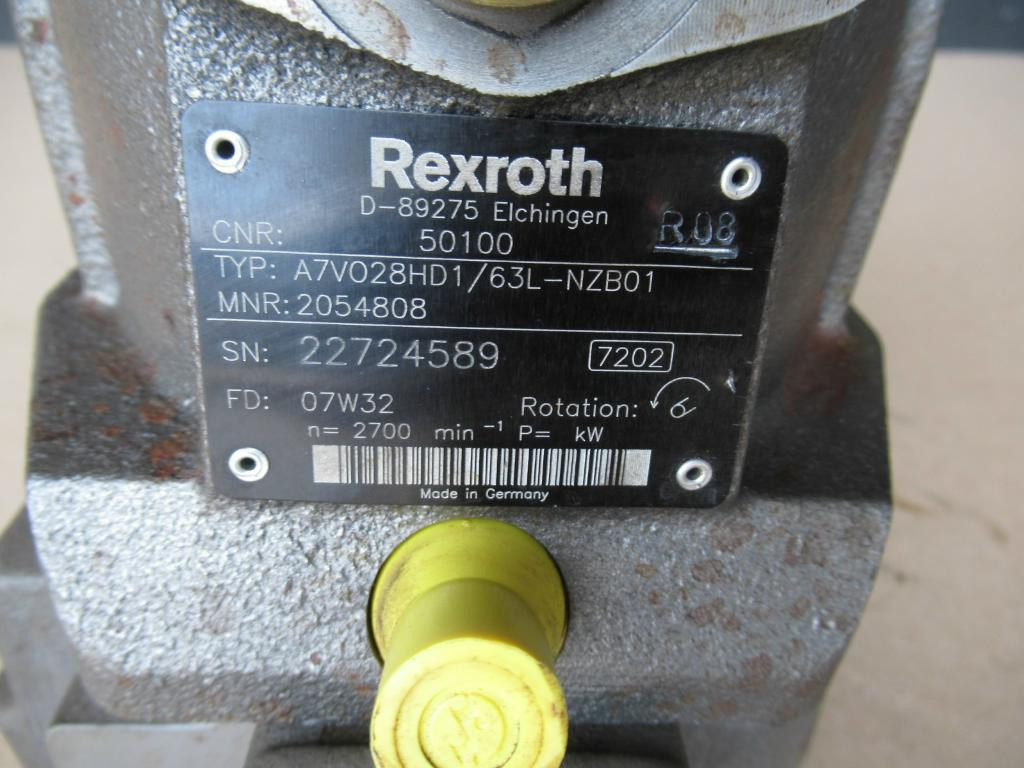 Rexroth
D-89275 Elchingen
CNR: 50100 R.08
TYP: A7VO28HD1/63L-NZB01
MNR: 2054808
SN: 22724589 7202
FD: 07W32 Rotation:
n= 2700 min⁻¹ P= kW
Made in Germany